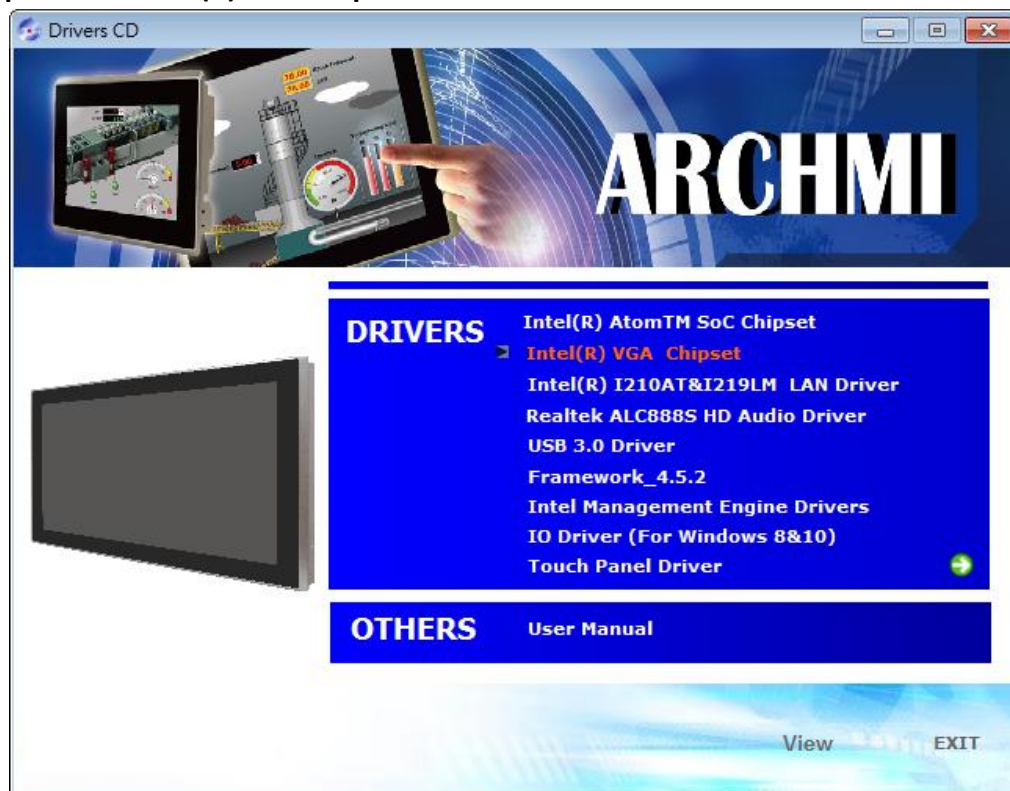 Drivers CD
ARCHMI
DRIVERS
Intel(R) AtomTM SoC Chipset
Intel(R) VGA Chipset
Intel(R) I210AT&I219LM LAN Driver
Realtek ALC888S HD Audio Driver
USB 3.0 Driver
Framework_4.5.2
Intel Management Engine Drivers
IO Driver (For Windows 8&10)
Touch Panel Driver
OTHERS
User Manual
View
EXIT